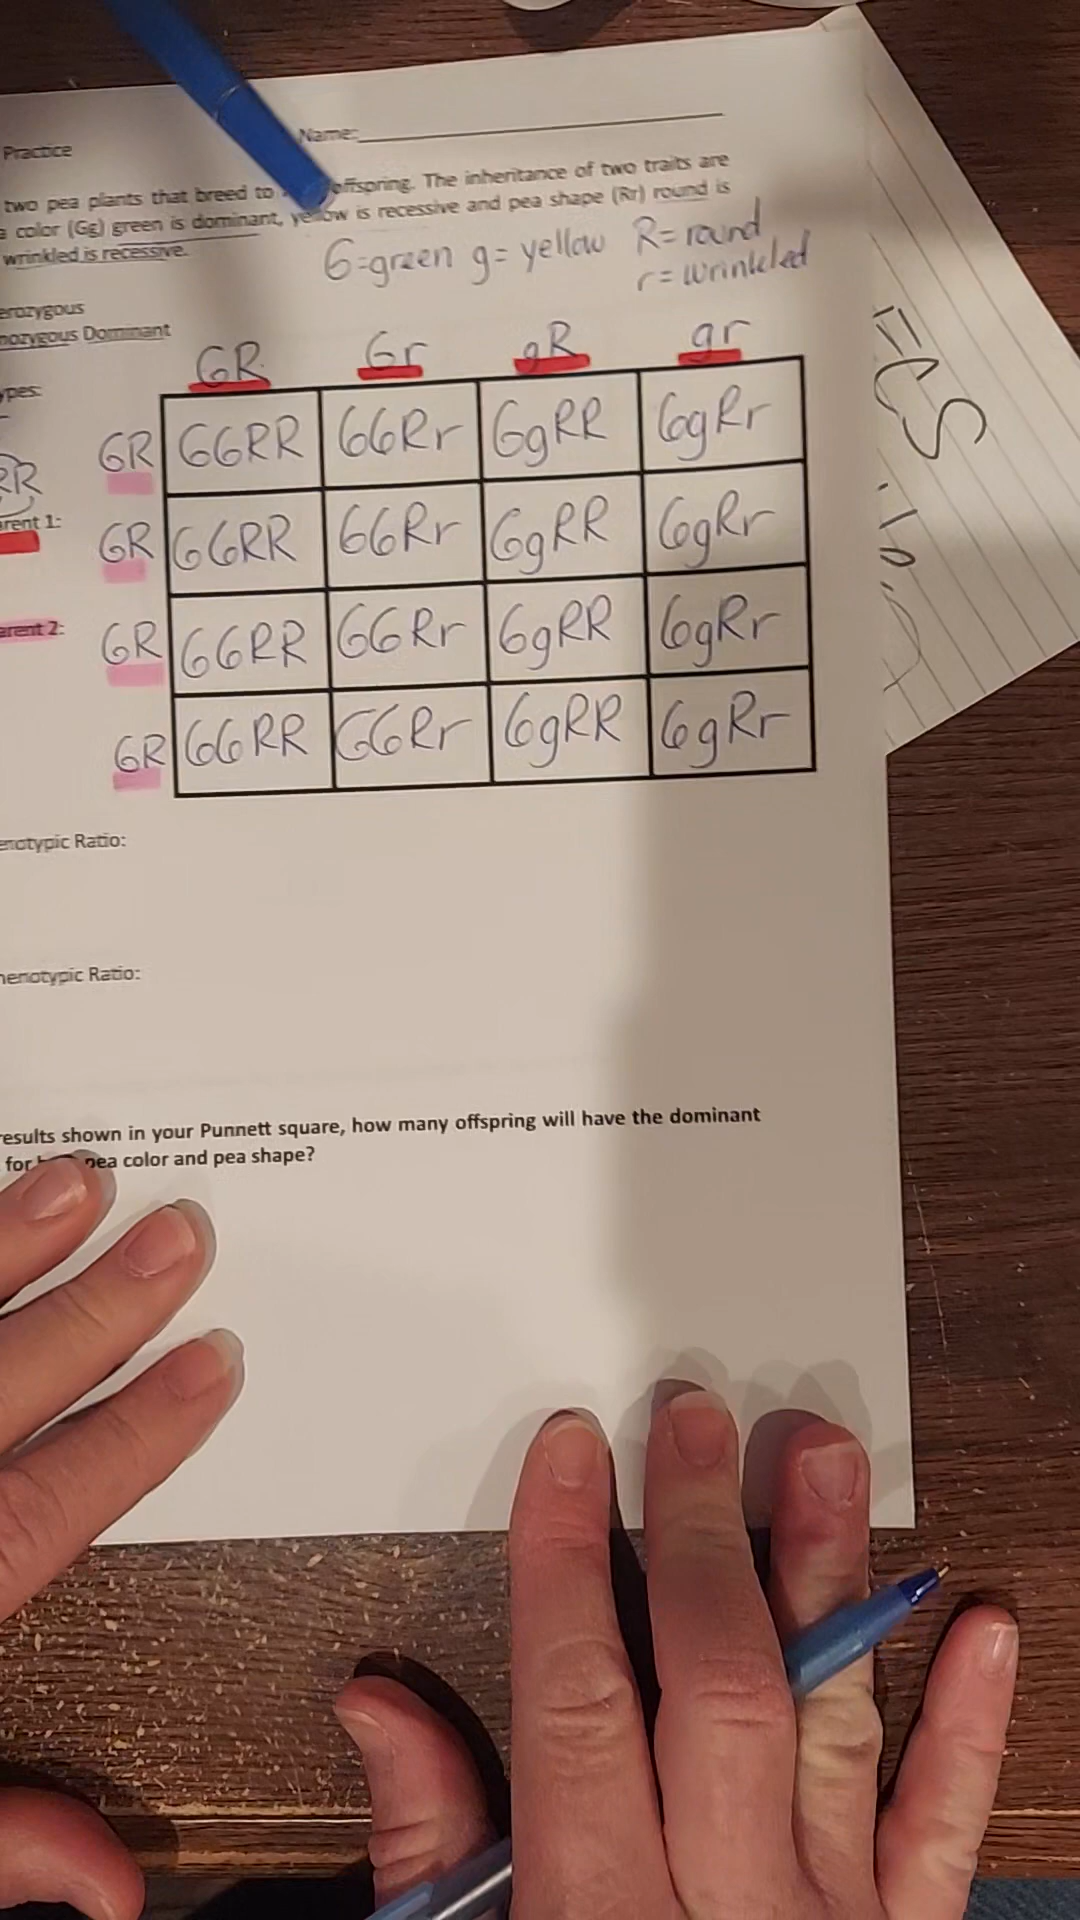 Practice Name:
two pea plants that breed to offspring. The inheritance of two traits are
color (Gg) green is dominant, yellow is recessive and pea shape (Rr) round is
wrinkled is recessive.
G=green g= yellow R= round
r= wrinkled
erozygous
mozygous Dominant
GR Gr gR gr
ypes:
GR GGRR GGRr GgRR GgRr
RR
arent 1:
GR GGRR GGRr GgRR GgRr
arent 2:
GR GGRR GGRr GgRR GgRr
GR GGRR GGRr GgRR GgRr
enotypic Ratio:
henotypic Ratio:
results shown in your Punnett square, how many offspring will have the dominant
for pea color and pea shape?